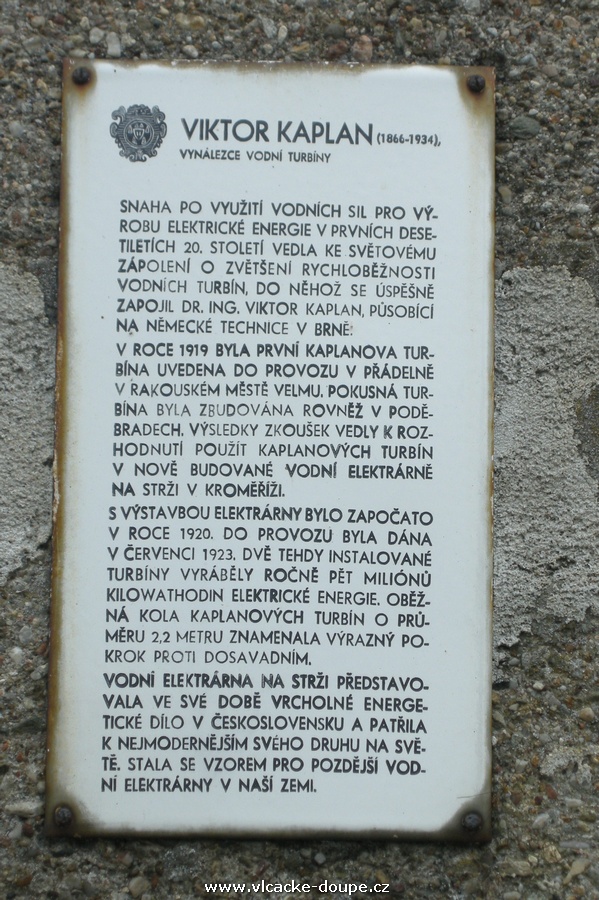 VIKTOR KAPLAN (1866-1934),
VYNÁLEZCE VODNÍ TURBÍNY
SNAHA PO VYUŽITÍ VODNÍCH SIL PRO VÝ-
ROBU ELEKTRICKÉ ENERGIE V PRVNÍCH DESE-
TILETÍCH 20. STOLETÍ VEDLA KE SVĚTOVÉMU
ZÁPOLENÍ O ZVĚTŠENÍ RYCHLOBĚŽNOSTI
VODNÍCH TURBÍN, DO NĚHOŽ SE ÚSPĚŠNĚ
ZAPOJIL DR. ING. VIKTOR KAPLAN, PŮSOBÍCÍ
NA NĚMECKÉ TECHNICE V BRNĚ.
V ROCE 1919 BYLA PRVNÍ KAPLANOVA TUR-
BÍNA UVEDENA DO PROVOZU V PŘÁDELNĚ
V RAKOUSKÉM MĚSTĚ VELMU. POKUSNÁ TUR-
BÍNA BYLA ZBUDOVÁNA ROVNĚŽ V PODĚ-
BRADECH. VÝSLEDKY ZKOUŠEK VEDLY K ROZ-
HODNUTÍ POUŽÍT KAPLANOVÝCH TURBÍN
V NOVĚ BUDOVANÉ VODNÍ ELEKTRÁRNĚ
NA STRŽI V KROMĚŘÍŽI.
S VÝSTAVBOU ELEKTRÁRNY BYLO ZAPOČATO
V ROCE 1920. DO PROVOZU BYLA DÁNA
V ČERVENCI 1923. DVĚ TEHDY INSTALOVANÉ
TURBÍNY VYRÁBĚLY ROČNĚ PĚT MILIÓNŮ
KILOWATHODIN ELEKTRICKÉ ENERGIE. OBĚŽ-
NÁ KOLA KAPLANOVÝCH TURBÍN O PRŮ-
MĚRU 2,2 METRU ZNAMENALA VÝRAZNÝ PO-
KROK PROTI DOSAVADNÍM.
VODNÍ ELEKTRÁRNA NA STRŽI PŘEDSTAVO-
VALA VE SVÉ DOBĚ VRCHOLNÉ ENERGE-
TICKÉ DÍLO V ČESKOSLOVENSKU A PATŘILA
K NEJMODERNĚJŠÍM SVÉHO DRUHU NA SVĚ-
TĚ. STALA SE VZOREM PRO POZDĚJŠÍ VOD-
NÍ ELEKTRÁRNY V NAŠÍ ZEMI.
www.vlcacke-doupe.cz